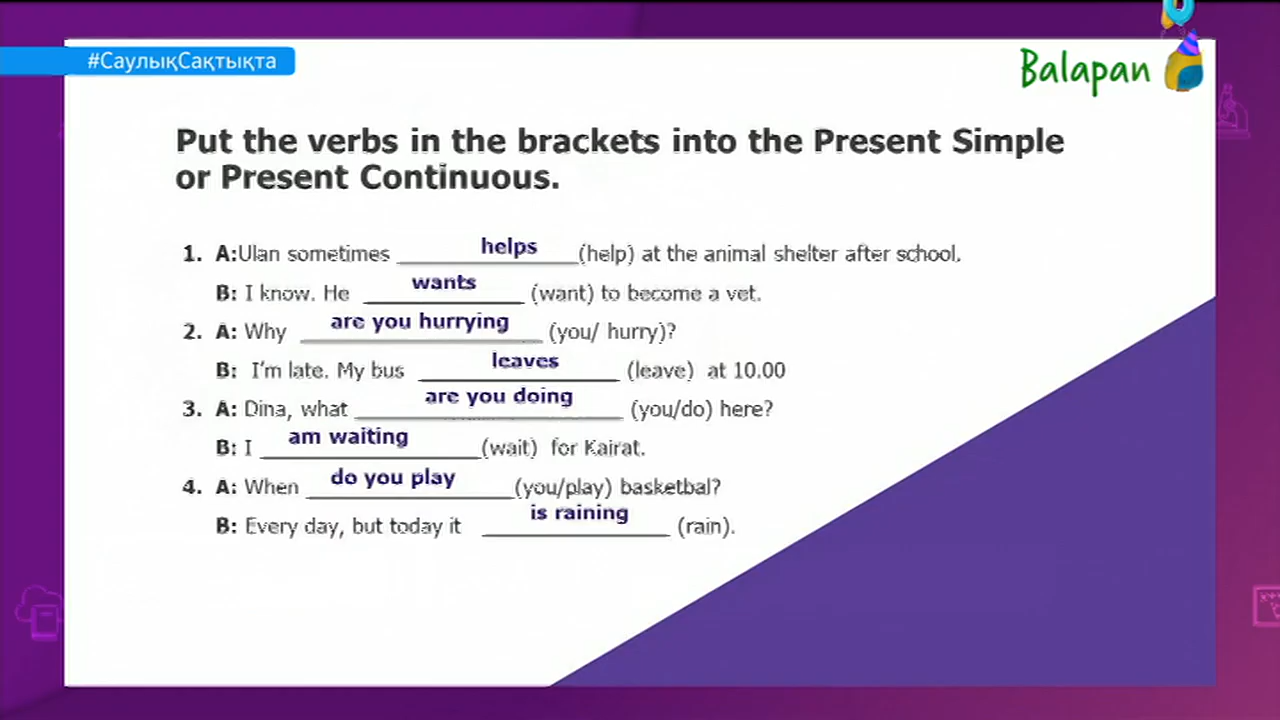 #СаулықСақтықта
Balapan
Put the verbs in the brackets into the Present Simple
or Present Continuous.
1. A:Ulan sometimes helps (help) at the animal shelter after school.
B: I know. He wants (want) to become a vet.
2. A: Why are you hurrying (you/ hurry)?
B: I'm late. My bus leaves (leave) at 10.00
3. A: Dina, what are you doing (you/do) here?
B: I am waiting (wait) for Kairat.
4. A: When do you play (you/play) basketbal?
B: Every day, but today it is raining (rain).